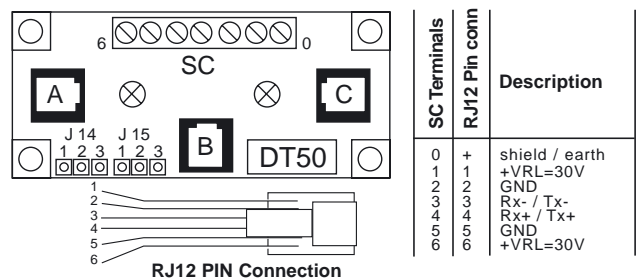 6 0
SC
A C
J 14 J 15
B
1 2 3 1 2 3
DT50
1
2
3
4
5
6
RJ12 PIN Connection
SC Terminals RJ12 Pin conn Description
0 + shield / earth
1 1 +VRL=30V
2 2 GND
3 3 Rx- / Tx-
4 4 Rx+ / Tx+
5 5 GND
6 6 +VRL=30V